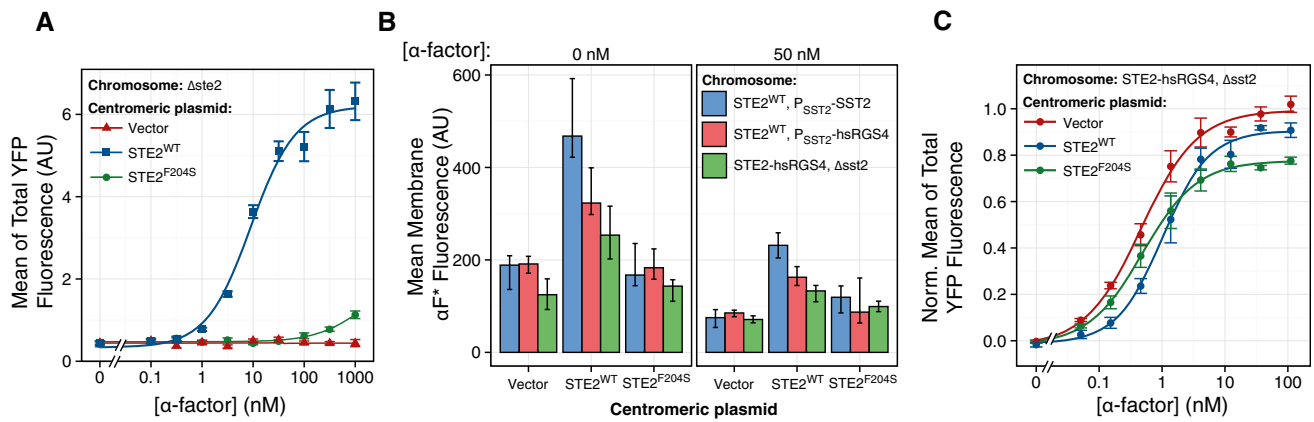 A
Chromosome: Δste2
Centromeric plasmid:
Vector
STE2WT
STE2F204S
Mean of Total YFP
Fluorescence (AU)
6
4
2
0
0
0.1
1
10
100
1000
[α-factor] (nM)
B
[α-factor]:
0 nM
50 nM
Mean Membrane
αF* Fluorescence (AU)
600
400
200
0
Chromosome:
STE2WT, PSST2-SST2
STE2WT, PSST2-hsRGS4
STE2-hsRGS4, Δsst2
Vector
STE2WT
STE2F204S
Vector
STE2WT
STE2F204S
Centromeric plasmid
C
Chromosome: STE2-hsRGS4, Δsst2
Centromeric plasmid:
Vector
STE2WT
STE2F204S
Norm. Mean of Total
YFP Fluorescence
1.0
0.8
0.6
0.4
0.2
0.0
0
0.1
1
10
100
[α-factor] (nM)